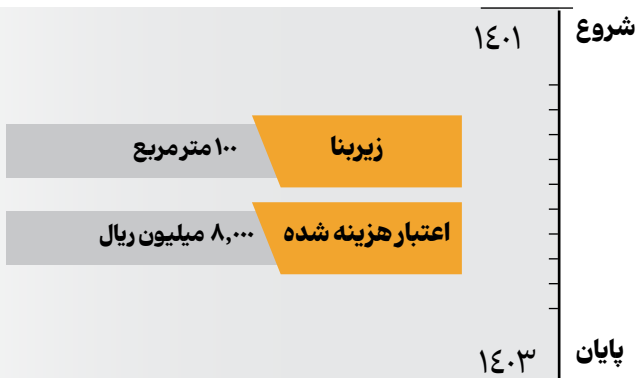 شروع ۱۴۰۱
زیربنا ۱۰۰ مترمربع
اعتبار هزینه شده ۸,۰۰۰ میلیون ریال
پایان ۱۴۰۳